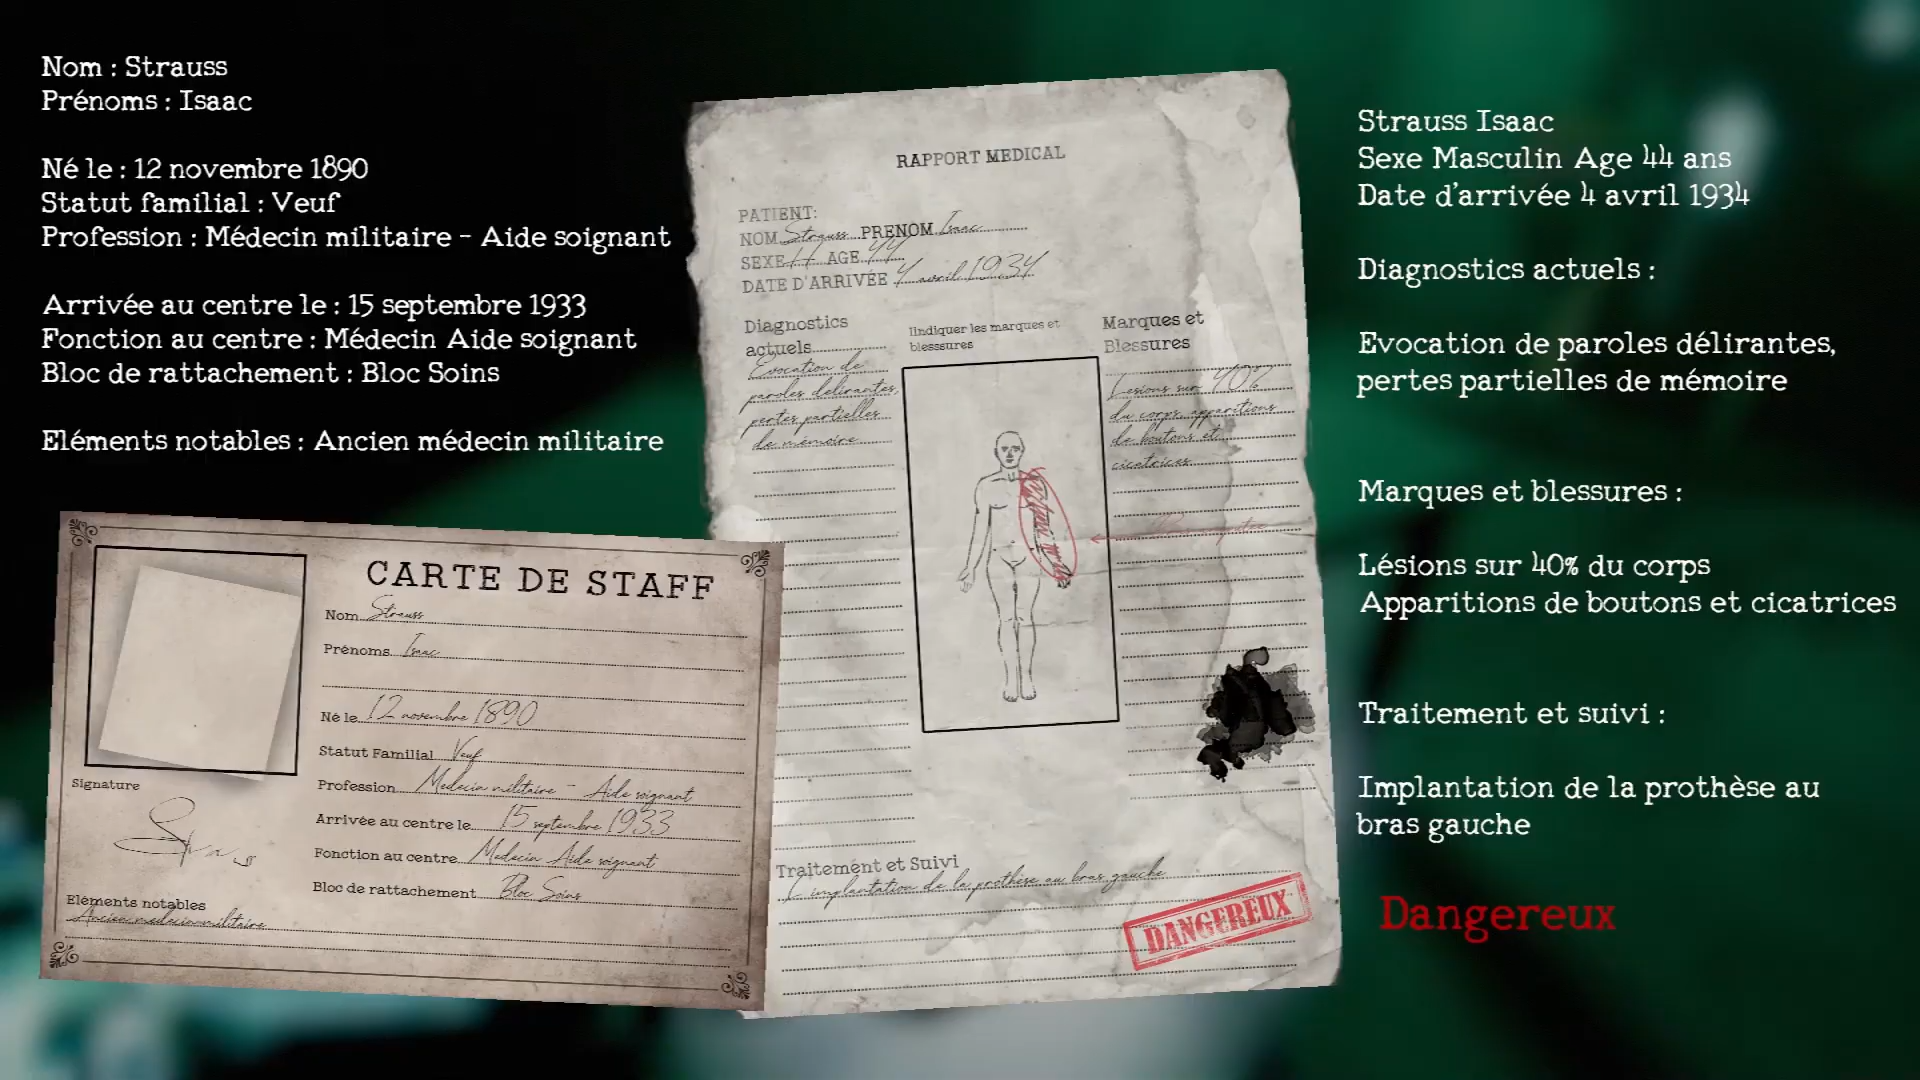 Nom : Strauss
Prénoms : Isaac
Né le : 12 novembre 1890
Statut familial : Veuf
Profession : Médecin militaire - Aide soignant
Arrivée au centre le : 15 septembre 1933
Fonction au centre : Médecin Aide soignant
Bloc de rattachement : Bloc Soins
Eléments notables : Ancien médecin militaire
CARTE DE STAFF
Nom Strauss
Prénoms Isaac
Né le 12 novembre 1890
Statut Familial Veuf
Profession Medecin militaire - Aide soignant
Arrivée au centre le 15 septembre 1933
Fonction au centre Medecin Aide soignant
Bloc de rattachement Bloc Soins
Signature
Eléments notables
Ancien medecin militaire
RAPPORT MEDICAL
PATIENT:
NOM Strauss PRENOM Isaac
SEXE H AGE 44
DATE D'ARRIVÉE 4 avril 1934
Diagnostics
actuels
Evocation de
paroles delirantes,
pertes partielles
de memoire
Iindiquer les marques et
blesssures
Marques et
Blessures
Lesions sur 40%
du corps, apparitions
de boutons et
cicatrices
Traitement et Suivi
L'implantation de la prothèse au bras gauche
DANGEREUX
Strauss Isaac
Sexe Masculin Age 44 ans
Date d'arrivée 4 avril 1934
Diagnostics actuels :
Evocation de paroles délirantes,
pertes partielles de mémoire
Marques et blessures :
Lésions sur 40% du corps
Apparitions de boutons et cicatrices
Traitement et suivi :
Implantation de la prothèse au
bras gauche
Dangereux